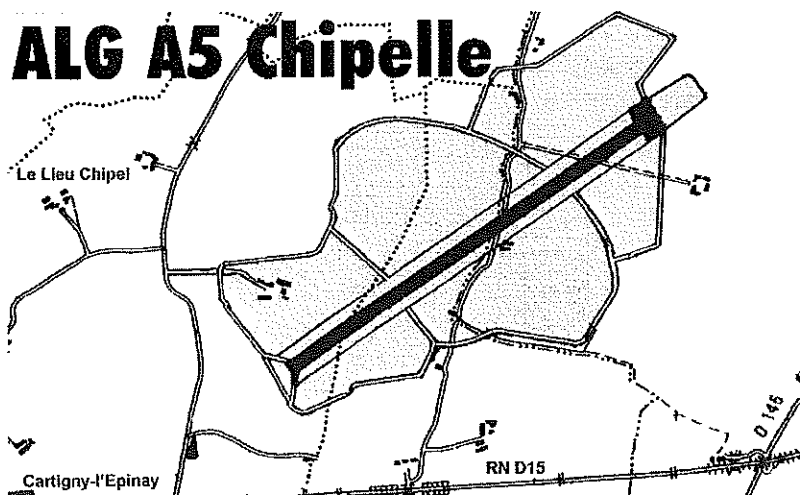 ALG A5 Chipelle
Le Lieu Chipel
D 145
RN D15
Cartigny-l'Epinay